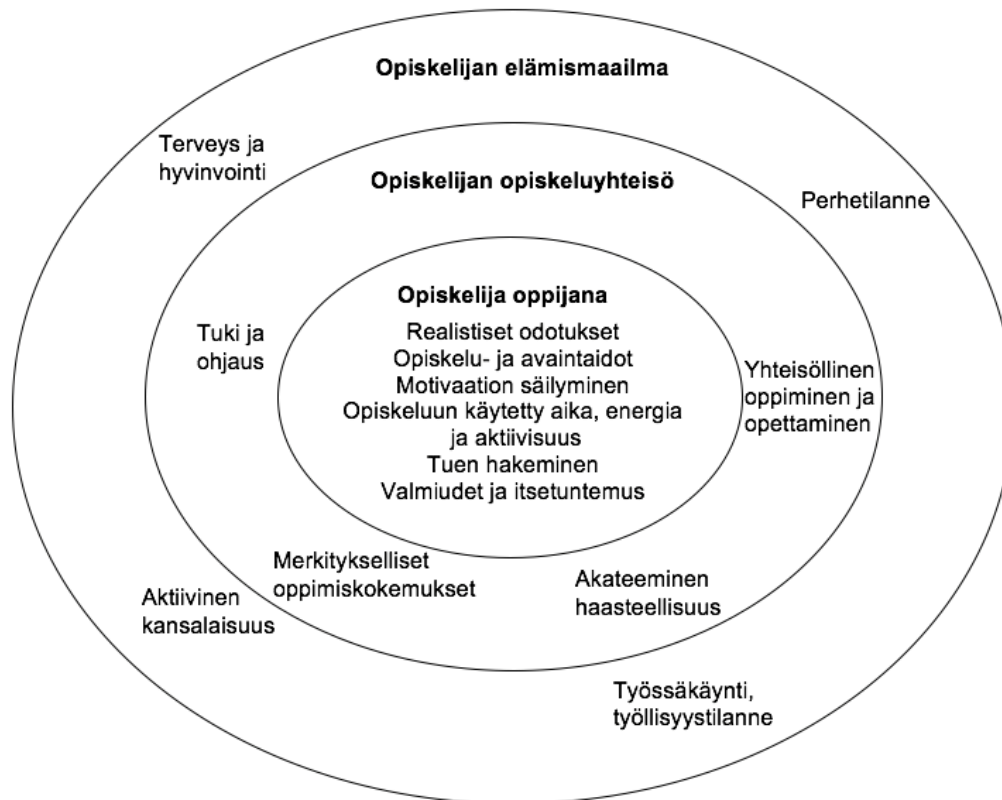 Opiskelijan elämismaailma
Terveys ja
hyvinvointi
Opiskelijan opiskeluyhteisö
Perhetilanne
Opiskelija oppijana
Realistiset odotukset
Opiskelu- ja avaintaidot
Motivaation säilyminen
Opiskeluun käytetty aika, energia
ja aktiivisuus
Tuen hakeminen
Valmiudet ja itsetuntemus
Tuki ja
ohjaus
Yhteisöllinen
oppiminen ja
opettaminen
Merkitykselliset
oppimiskokemukset
Akateeminen
haasteellisuus
Aktiivinen
kansalaisuus
Työssäkäynti,
työllisyystilanne